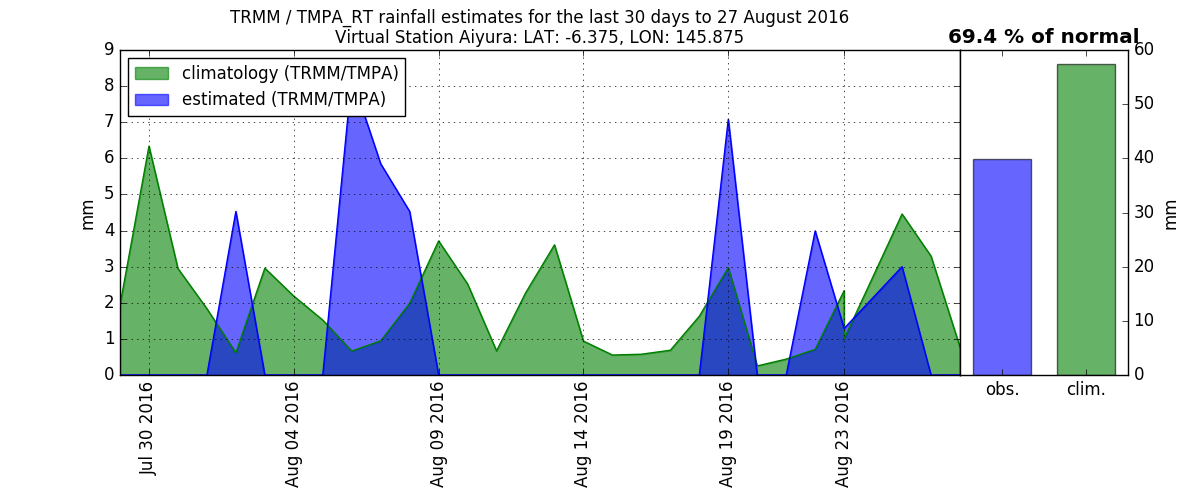 TRMM / TMPA_RT rainfall estimates for the last 30 days to 27 August 2016
Virtual Station Aiyura: LAT: -6.375, LON: 145.875
69.4 % of normal
climatology (TRMM/TMPA)
estimated (TRMM/TMPA)
9
8
7
6
5
4
3
2
1
0
mm
Jul 30 2016
Aug 04 2016
Aug 09 2016
Aug 14 2016
Aug 19 2016
Aug 23 2016
60
50
40
30
20
10
0
mm
obs.
clim.